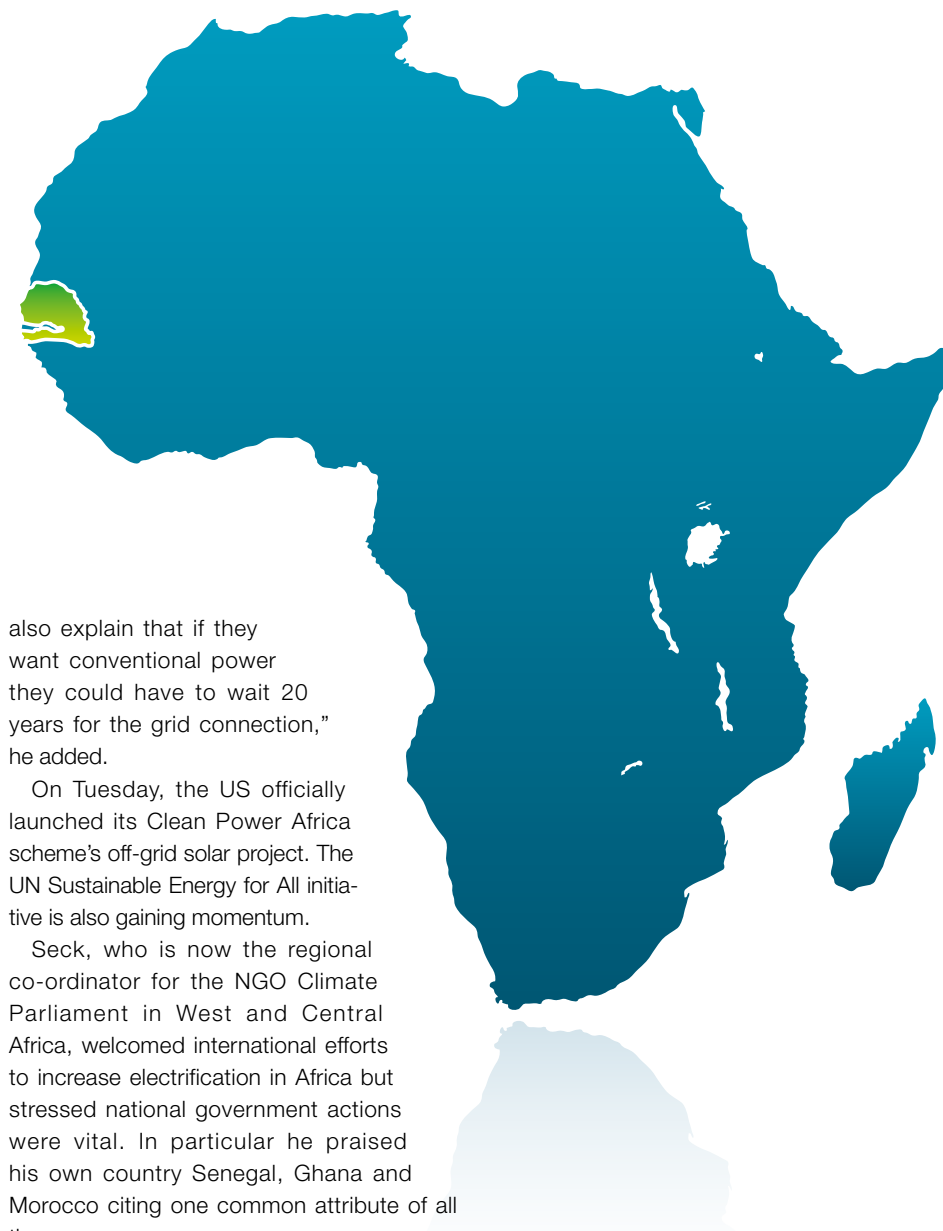 also explain that if they
want conventional power
they could have to wait 20
years for the grid connection,”
he added.
On Tuesday, the US officially
launched its Clean Power Africa
scheme’s off-grid solar project. The
UN Sustainable Energy for All initia-
tive is also gaining momentum.
Seck, who is now the regional
co-ordinator for the NGO Climate
Parliament in West and Central
Africa, welcomed international efforts
to increase electrification in Africa but
stressed national government actions
were vital. In particular he praised
his own country Senegal, Ghana and
Morocco citing one common attribute of all